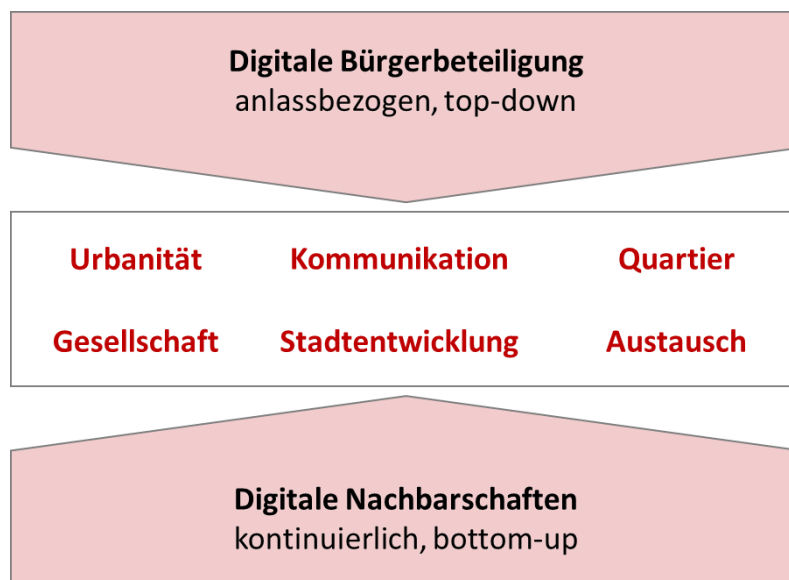 Digitale Bürgerbeteiligung
anlassbezogen, top-down
Urbanität Kommunikation Quartier
Gesellschaft Stadtentwicklung Austausch
Digitale Nachbarschaften
kontinuierlich, bottom-up